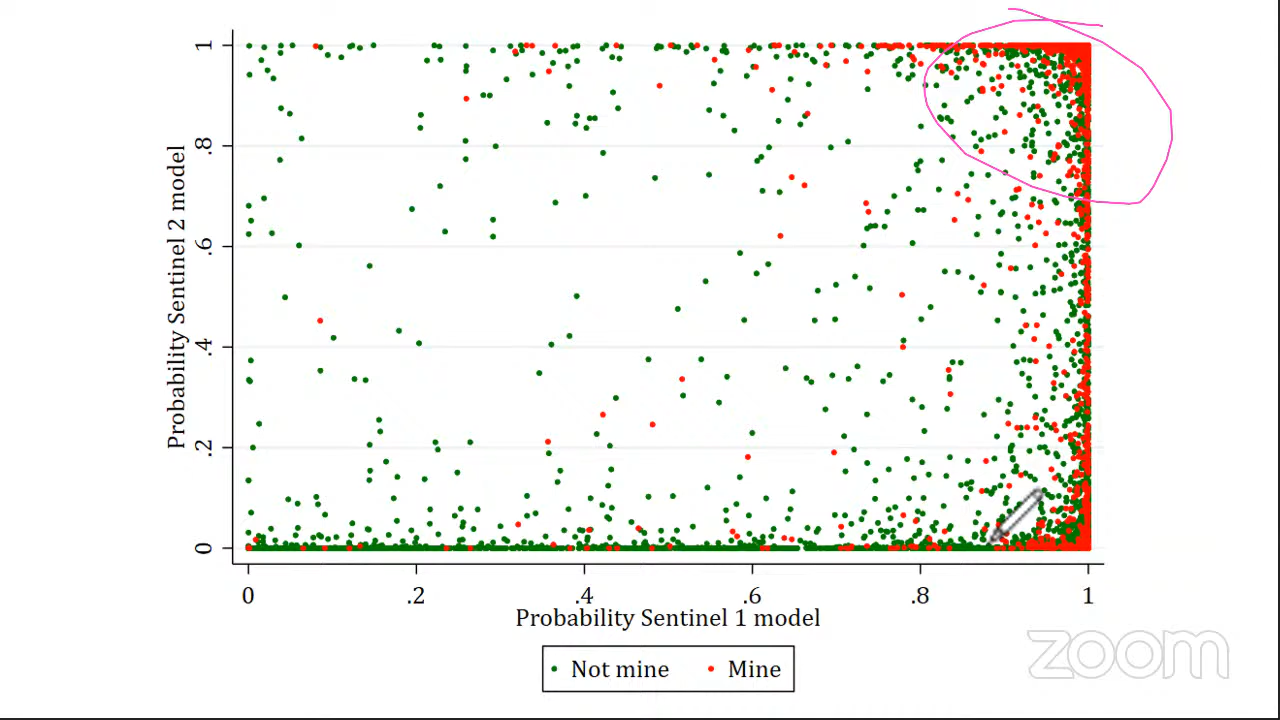 1
.8
.6
.4
.2
0
Probability Sentinel 2 model
0 .2 .4 .6 .8 1
Probability Sentinel 1 model
Not mine Mine
zoom